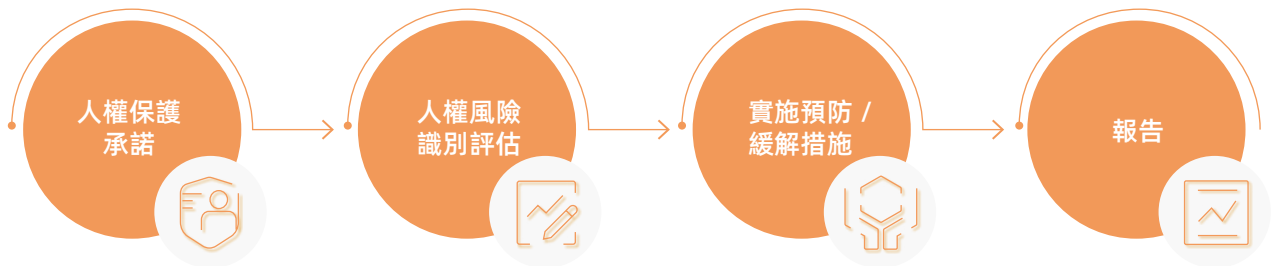 人權保護
承諾
人權風險
識別評估
實施預防 /
緩解措施
報告